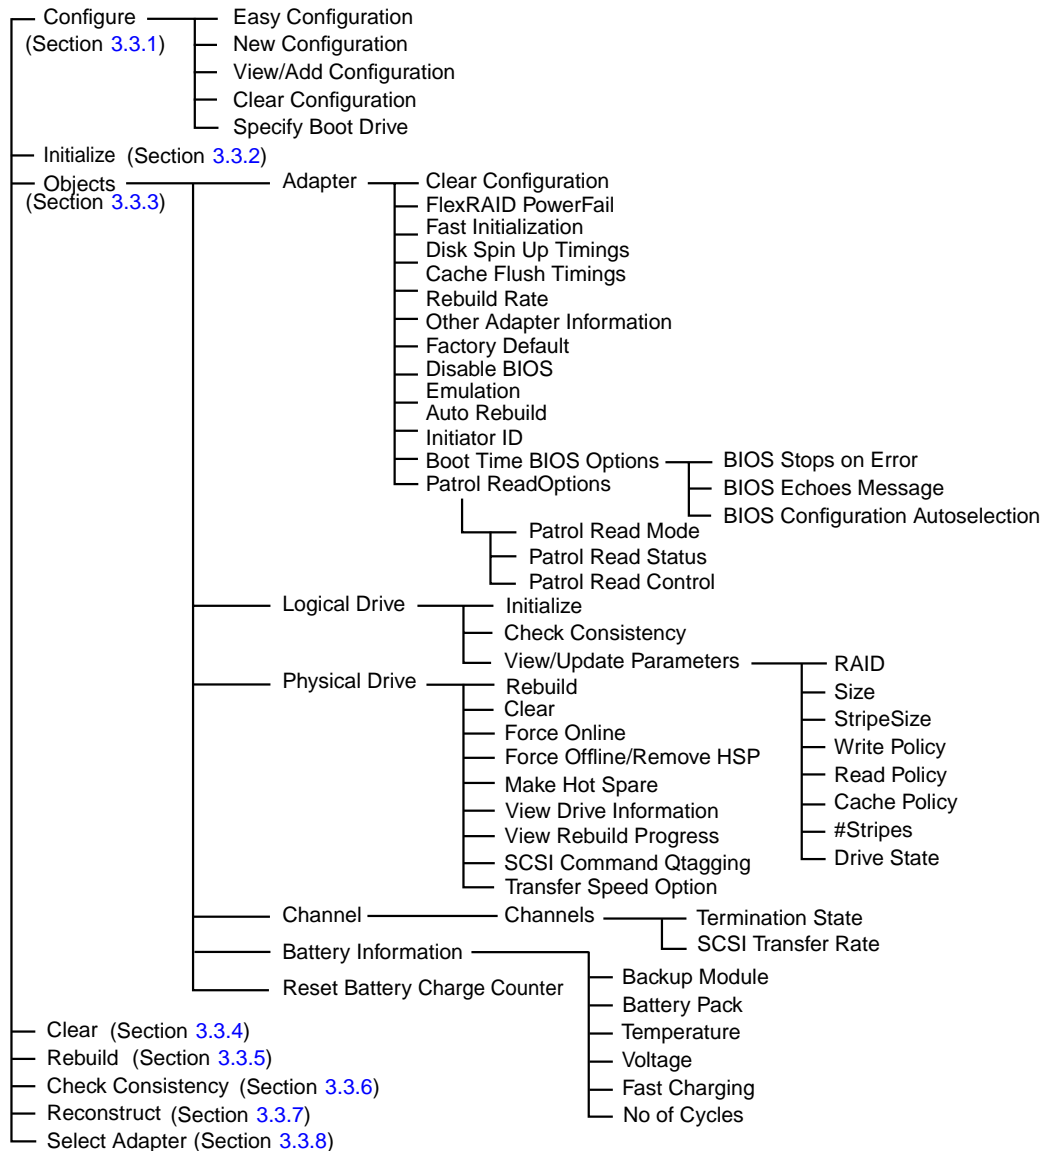 Configure
(Section 3.3.1)
Easy Configuration
New Configuration
View/Add Configuration
Clear Configuration
Specify Boot Drive
Initialize (Section 3.3.2)
Objects
(Section 3.3.3)
Adapter
Clear Configuration
FlexRAID PowerFail
Fast Initialization
Disk Spin Up Timings
Cache Flush Timings
Rebuild Rate
Other Adapter Information
Factory Default
Disable BIOS
Emulation
Auto Rebuild
Initiator ID
Boot Time BIOS Options
BIOS Stops on Error
BIOS Echoes Message
BIOS Configuration Autoselection
Patrol ReadOptions
Patrol Read Mode
Patrol Read Status
Patrol Read Control
Logical Drive
Initialize
Check Consistency
View/Update Parameters
RAID
Size
StripeSize
Write Policy
Read Policy
Cache Policy
#Stripes
Drive State
Physical Drive
Rebuild
Clear
Force Online
Force Offline/Remove HSP
Make Hot Spare
View Drive Information
View Rebuild Progress
SCSI Command Qtagging
Transfer Speed Option
Channel
Channels
Termination State
SCSI Transfer Rate
Battery Information
Backup Module
Battery Pack
Temperature
Voltage
Fast Charging
No of Cycles
Reset Battery Charge Counter
Clear (Section 3.3.4)
Rebuild (Section 3.3.5)
Check Consistency (Section 3.3.6)
Reconstruct (Section 3.3.7)
Select Adapter (Section 3.3.8)